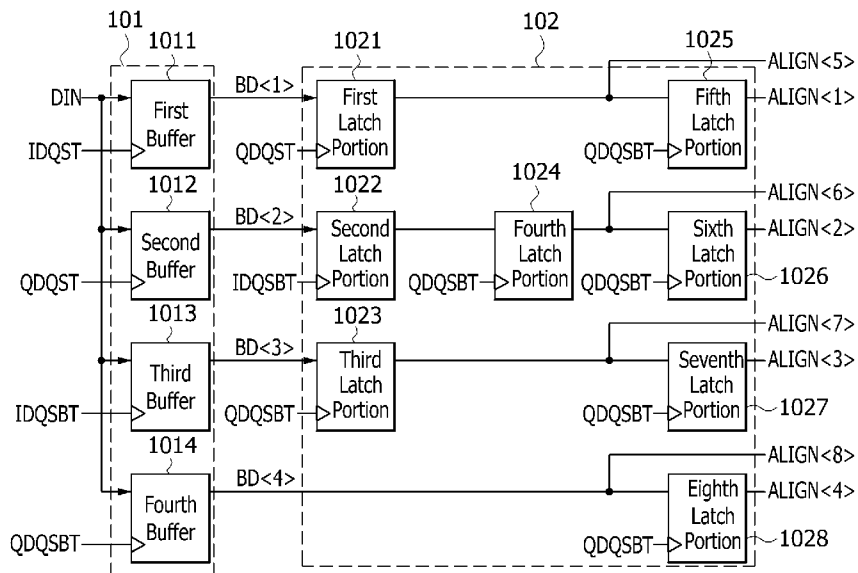 101
1011
1021
102
1025
ALIGN<5>
DIN
First
Buffer
BD<1>
First
Latch
Portion
Fifth
Latch
Portion
ALIGN<1>
IDQST
QDQST
QDQSBT
1012
1022
1024
ALIGN<6>
Second
Buffer
BD<2>
Second
Latch
Portion
Fourth
Latch
Portion
Sixth
Latch
Portion
ALIGN<2>
QDQST
IDQSBT
QDQSBT
QDQSBT
1026
1013
1023
ALIGN<7>
Third
Buffer
BD<3>
Third
Latch
Portion
Seventh
Latch
Portion
ALIGN<3>
IDQSBT
QDQSBT
QDQSBT
1027
1014
ALIGN<8>
Fourth
Buffer
BD<4>
Eighth
Latch
Portion
ALIGN<4>
QDQSBT
QDQSBT
1028